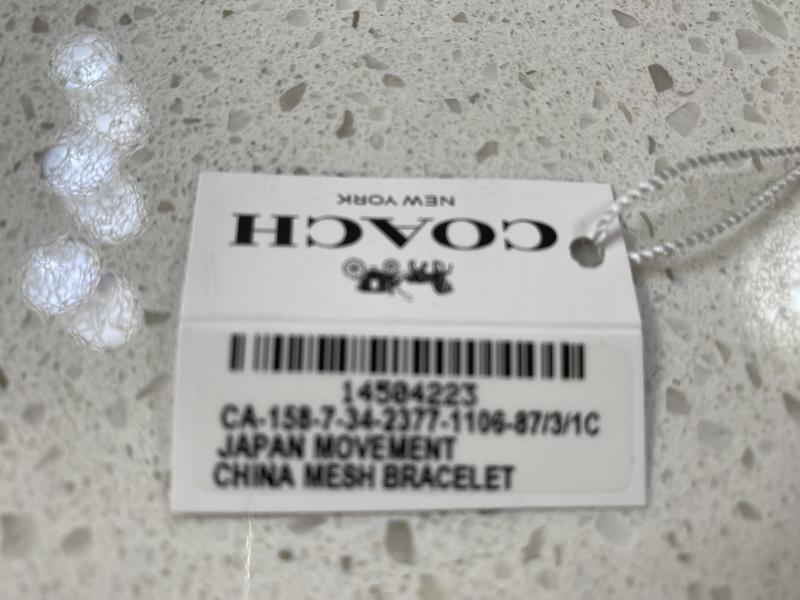 COACH
NEW YORK
14504223
CA-158-7-34-2377-1106-87/3/1C
JAPAN MOVEMENT
CHINA MESH BRACELET